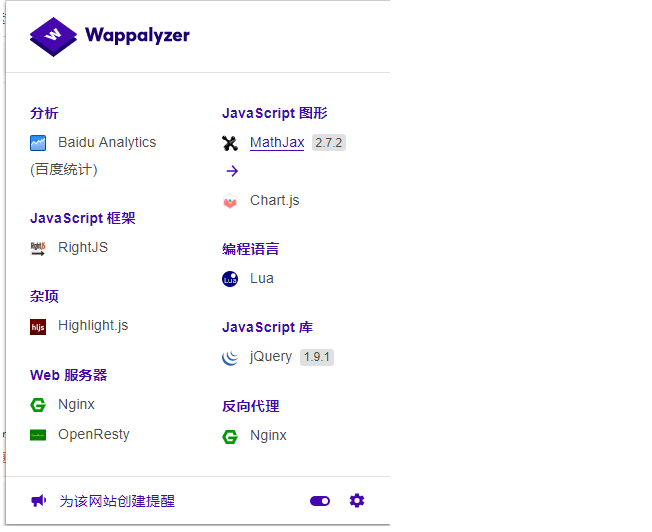 Wappalyzer
分析
Baidu Analytics
(百度统计)
JavaScript 框架
RightJS
杂项
Highlight.js
Web 服务器
Nginx
OpenResty
JavaScript 图形
MathJax 2.7.2
Chart.js
编程语言
Lua
JavaScript 库
jQuery 1.9.1
反向代理
Nginx
为该网站创建提醒